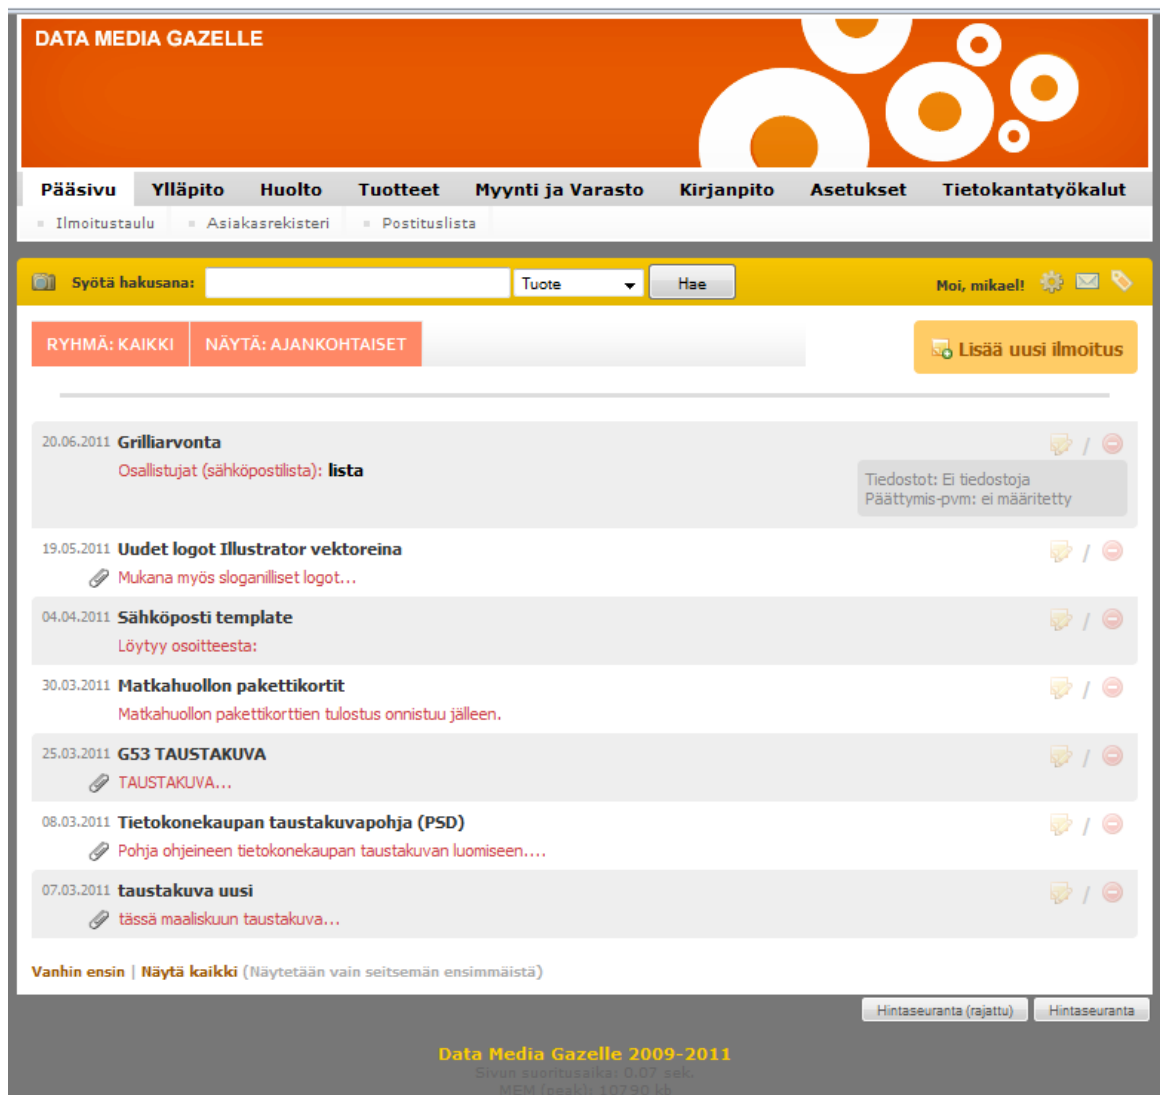 DATA MEDIA GAZELLE
Pääsivu Ylläpito Huolto Tuotteet Myynti ja Varasto Kirjanpito Asetukset Tietokantatyökalut
Ilmoitustaulu Asiakasrekisteri Postituslista
Syötä hakusana: Tuote Hae Moi, mikael!
RYHMÄ: KAIKKI NÄYTÄ: AJANKOHTAISET Lisää uusi ilmoitus
20.06.2011 Grilliarvonta /
Osallistujat (sähköpostilista): lista
Tiedostot: Ei tiedostoja
Päättymis-pvm: ei määritetty
19.05.2011 Uudet logot Illustrator vektoreina /
Mukana myös sloganilliset logot...
04.04.2011 Sähköposti template /
Löytyy osoitteesta:
30.03.2011 Matkahuollon pakettikortit /
Matkahuollon pakettikorttien tulostus onnistuu jälleen.
25.03.2011 G53 TAUSTAKUVA /
TAUSTAKUVA...
08.03.2011 Tietokonekaupan taustakuvapohja (PSD) /
Pohja ohjeineen tietokonekaupan taustakuvan luomiseen....
07.03.2011 taustakuva uusi /
tässä maaliskuun taustakuva...
Vanhin ensin | Näytä kaikki (Näytetään vain seitsemän ensimmäistä)
Hintaseuranta (rajattu) Hintaseuranta
Data Media Gazelle 2009-2011
Sivun suoritusaika: 0.07 sek.
MEM (peak): 10790 kb